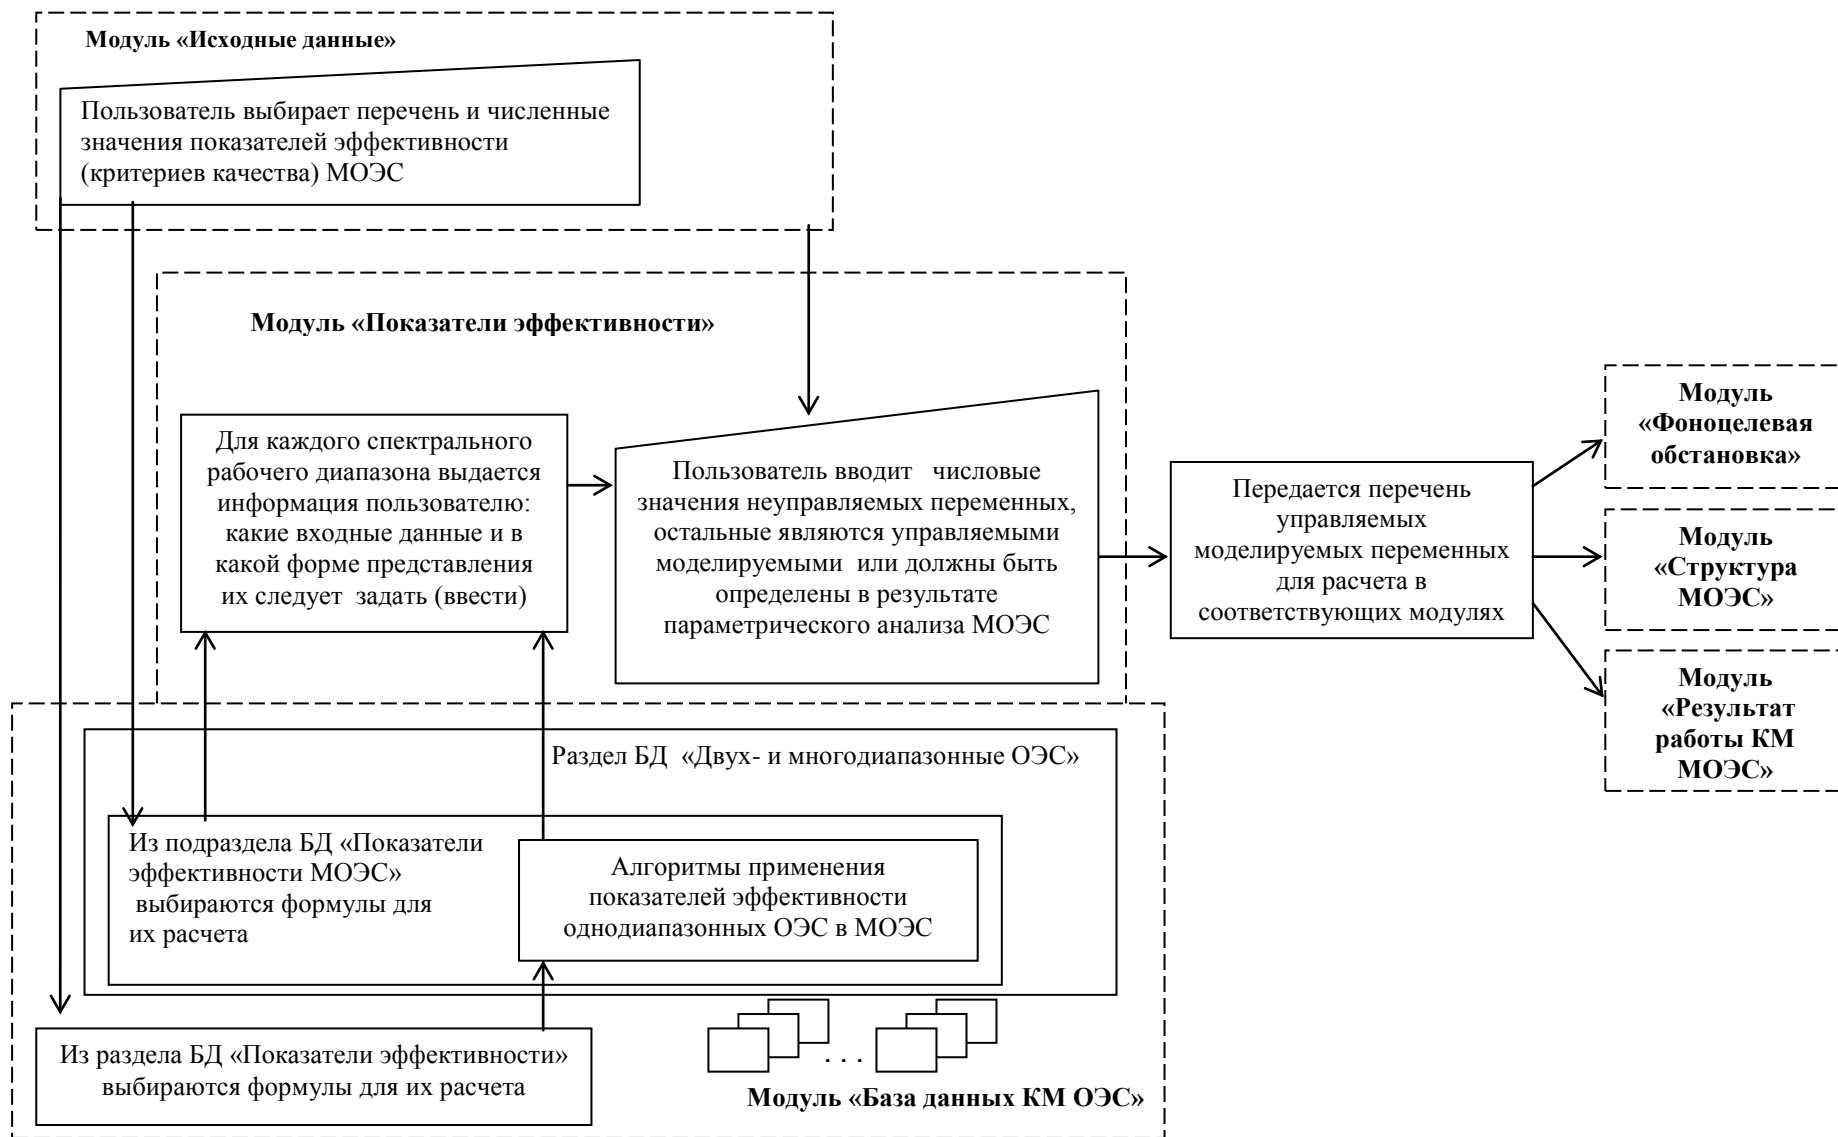 Модуль «Исходные данные»
Пользователь выбирает перечень и численные
значения показателей эффективности
(критериев качества) МОЭС
Модуль «Показатели эффективности»
Для каждого спектрального
рабочего диапазона выдается
информация пользователю:
какие входные данные и в
какой форме представления
их следует задать (ввести)
Пользователь вводит числовые
значения неуправляемых переменных,
остальные являются управляемыми
моделируемыми или должны быть
определены в результате
параметрического анализа МОЭС
Передается перечень
управляемых
моделируемых переменных
для расчета в
соответствующих модулях
Модуль
«Фоноцелевая
обстановка»
Модуль
«Структура
МОЭС»
Модуль
«Результат
работы КМ
МОЭС»
Раздел БД «Двух- и многодиапазонные ОЭС»
Из подраздела БД «Показатели
эффективности МОЭС»
выбираются формулы для
их расчета
Алгоритмы применения
показателей эффективности
однодиапазонных ОЭС в МОЭС
Из раздела БД «Показатели эффективности»
выбираются формулы для их расчета
. . .
Модуль «База данных КМ ОЭС»